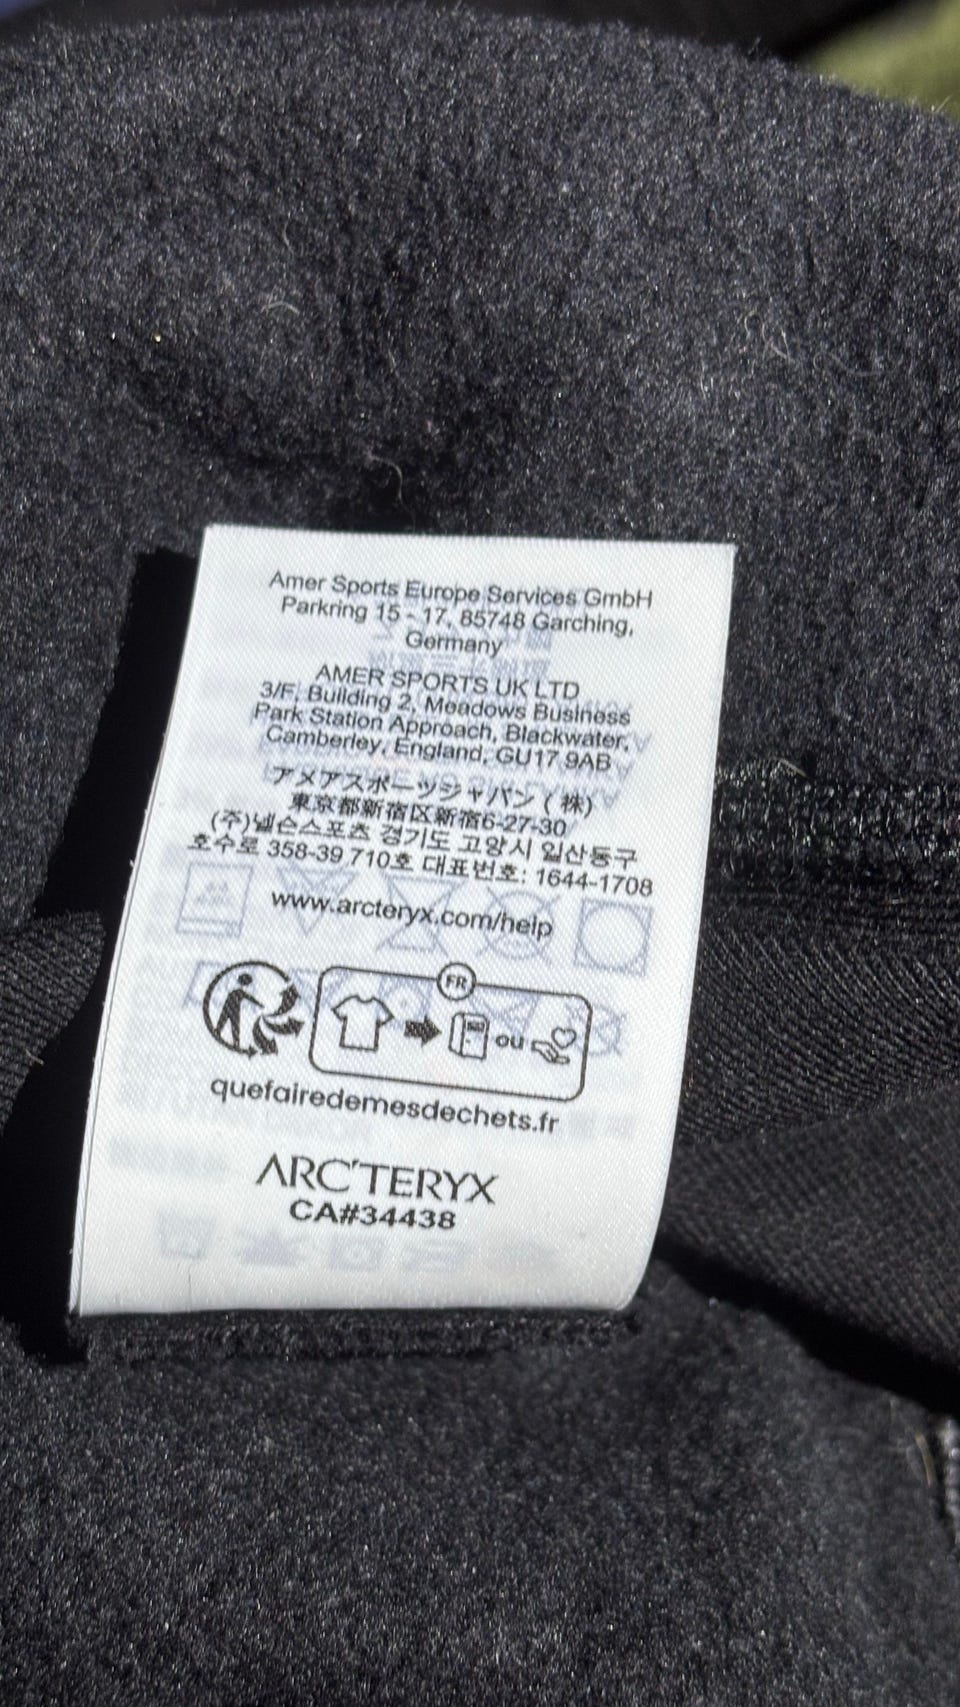 Amer Sports Europe Services GmbH
Parkring 15 - 17, 85748 Garching,
Germany
AMER SPORTS UK LTD
3/F, Building 2, Meadows Business
Park Station Approach, Blackwater,
Camberley, England, GU17 9AB
アメアスポーツジャパン (株)
東京都新宿区新宿6-27-30
(주)넬슨스포츠 경기도 고양시 일산동구
호수로 358-39 710호 대표번호: 1644-1708
www.arcteryx.com/help
FR
ou
quefairedemesdechets.fr
ARC'TERYX
CA#34438